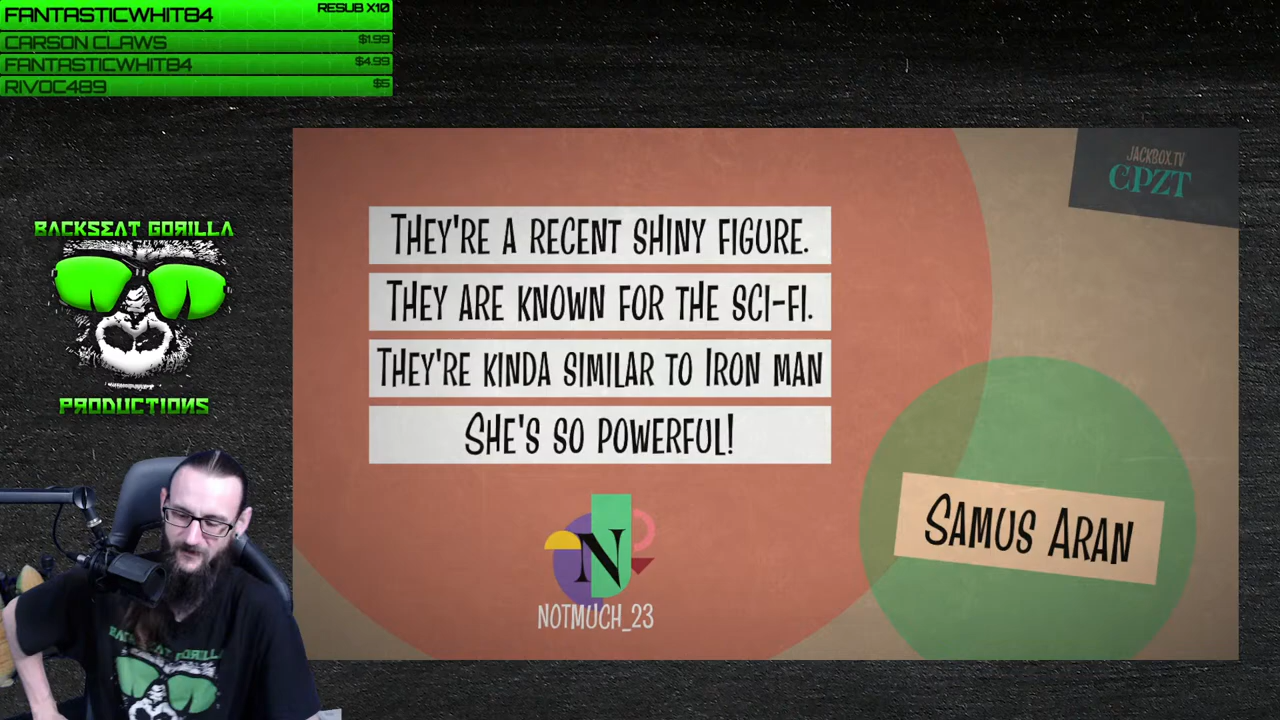 FANTASTICWHIT84 RESUB X10
CARSON CLAWS $1.99
FANTASTICWHIT84 $4.99
RIVOC489 $5
JACKBOX.TV
CPZT
THEY'RE A RECENT SHINY FIGURE.
THEY ARE KNOWN FOR THE SCI-FI.
THEY'RE KINDA SIMILAR TO IRON MAN
SHE'S SO POWERFUL!
BACKSEAT GORILLA
PRODUCTIONS
SAMUS ARAN
N
NOTMUCH_23
BACKSEAT GORILLA